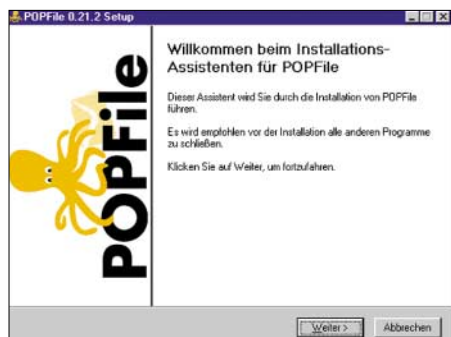 POPFile 0.21.2 Setup
POPFile
Willkommen beim Installations-
Assistenten für POPFile
Dieser Assistent wird Sie durch die Installation von POPFile
führen.
Es wird empfohlen vor der Installation alle anderen Programme
zu schließen.
Klicken Sie auf Weiter, um fortzufahren.
Weiter >
Abbrechen